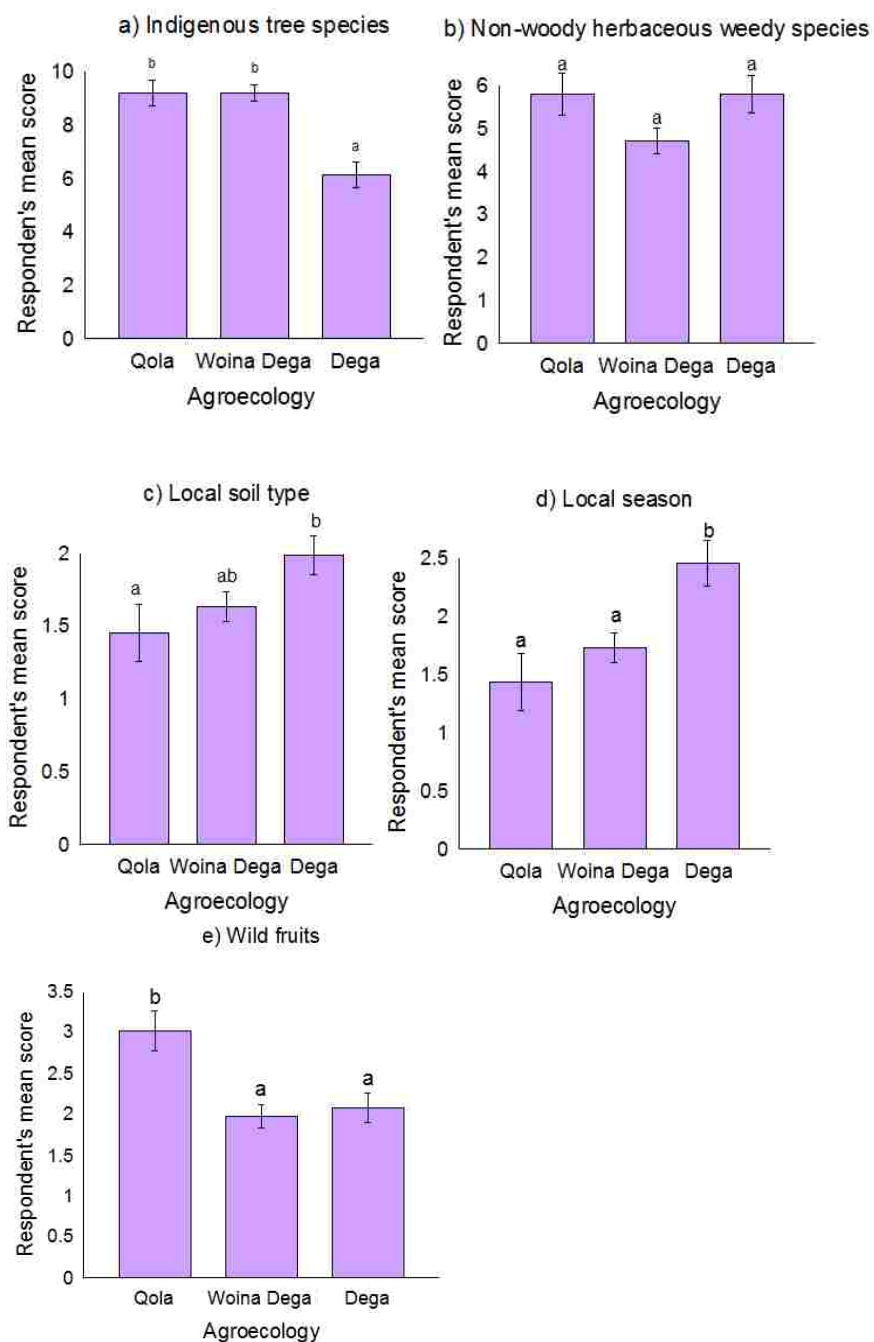 a) Indigenous tree species
Responden's mean score
10
8
6
4
2
0
b
b
a
Qola Woina Dega Dega
Agroecology
b) Non-woody herbaceous weedy species
Respondent's mean score
6
5
4
3
2
1
0
a
a
a
Qola Woina Dega Dega
Agroecology
c) Local soil type
Respondent's mean score
2
1.5
1
0.5
0
a
ab
b
Qola Woina Dega Dega
Agroecology
d) Local season
Respondent's mean score
2.5
2
1.5
1
0.5
0
a
a
b
Qola Woina Dega Dega
Agroecology
e) Wild fruits
Respondent's mean score
3.5
3
2.5
2
1.5
1
0.5
0
b
a
a
Qola Woina Dega Dega
Agroecology